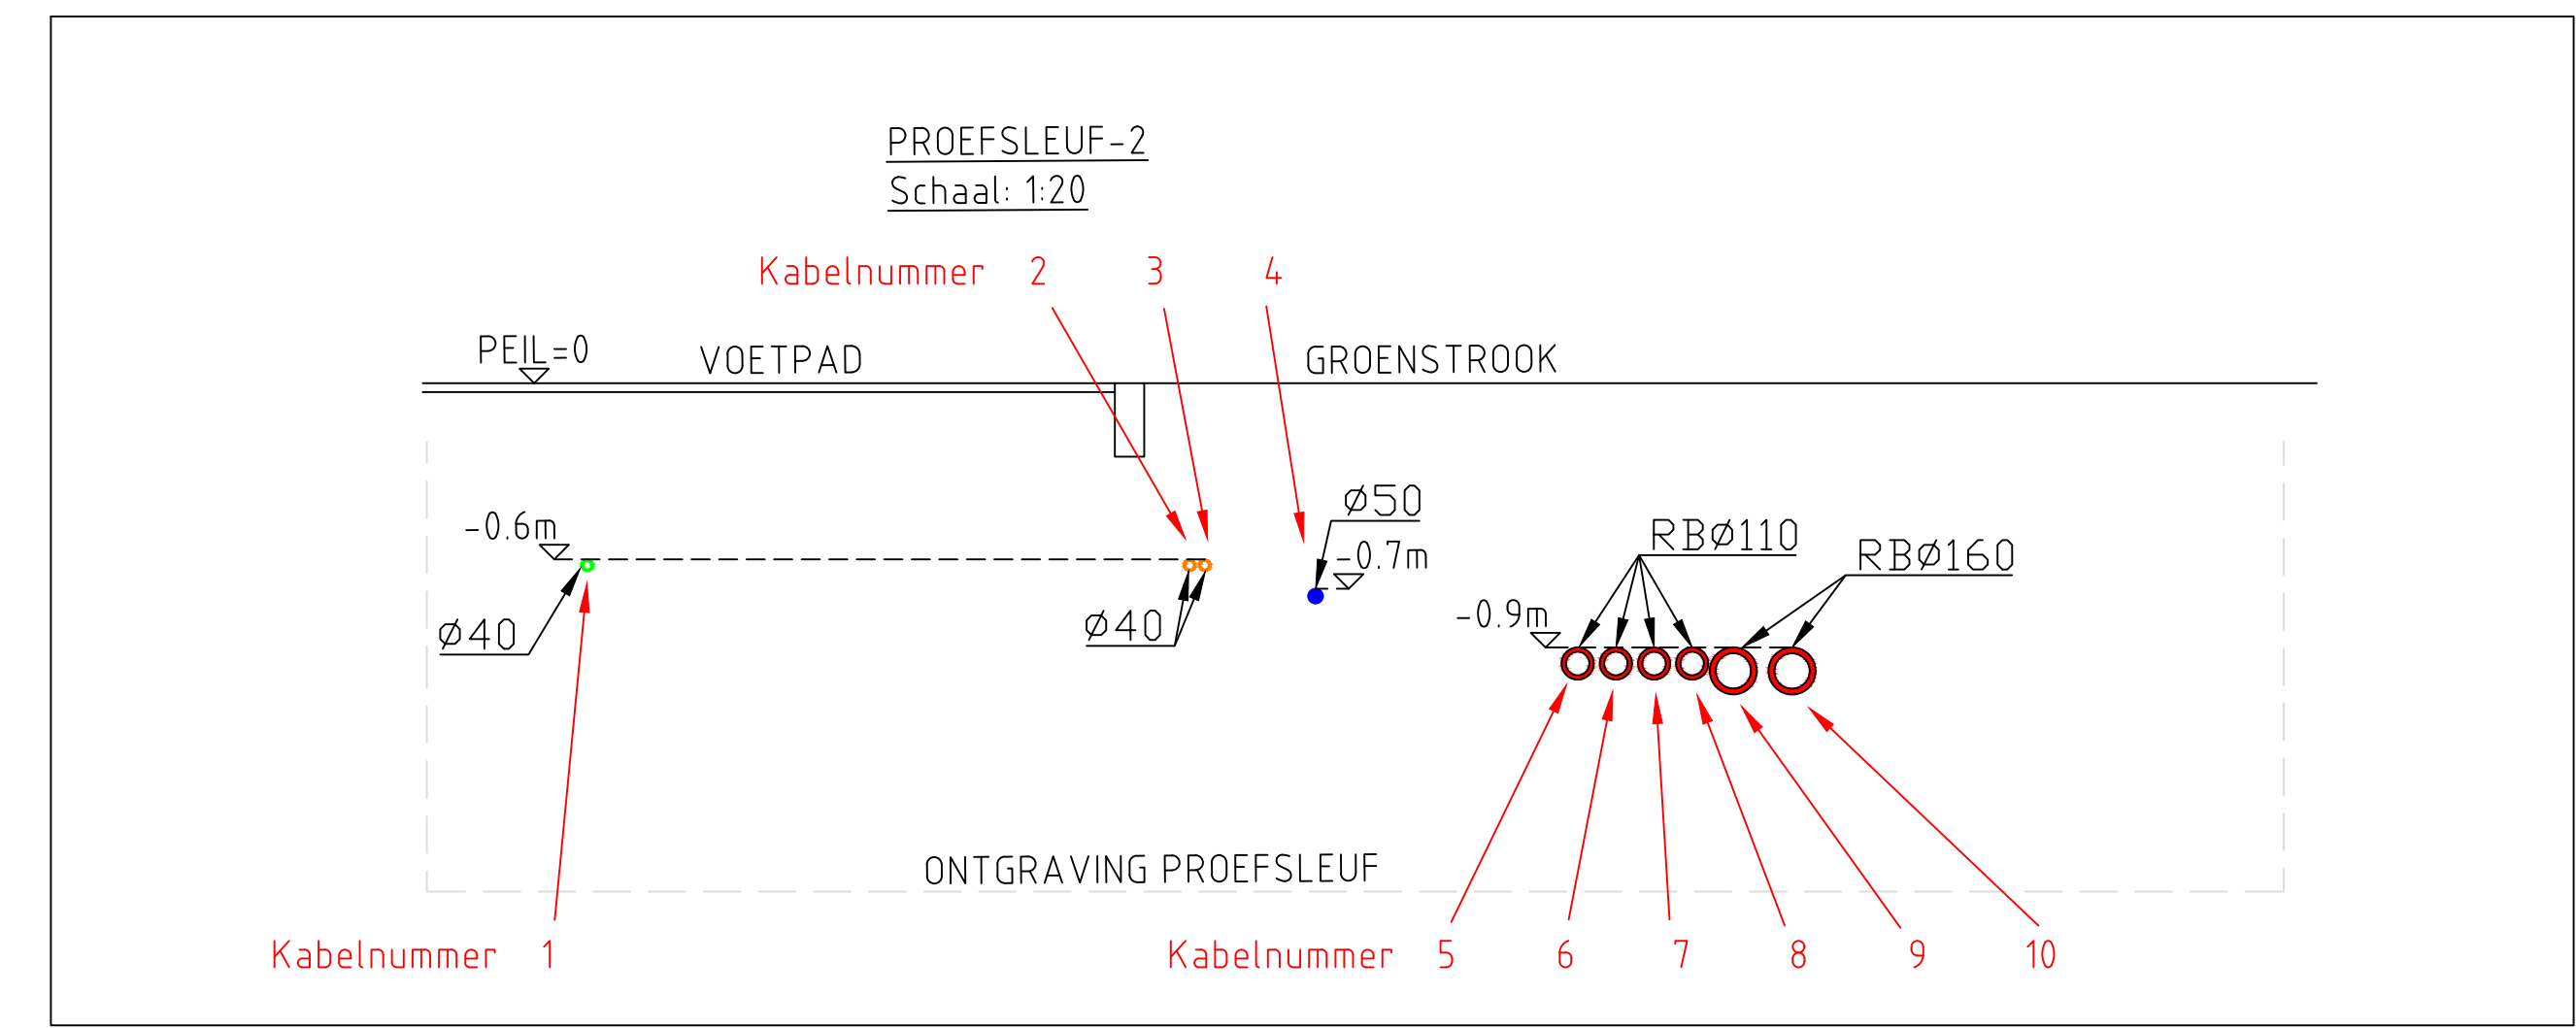 PROEFSLEUF-2
Schaal: 1:20
Kabelnummer 2 3 4
PEIL=0
VOETPAD
GROENSTROOK
-0.6m
Ø50
-0.7m
RBØ110
RBØ160
-0.9m
Ø40
Ø40
ONTGRAVING PROEFSLEUF
Kabelnummer 1
Kabelnummer 5 6 7 8 9 10